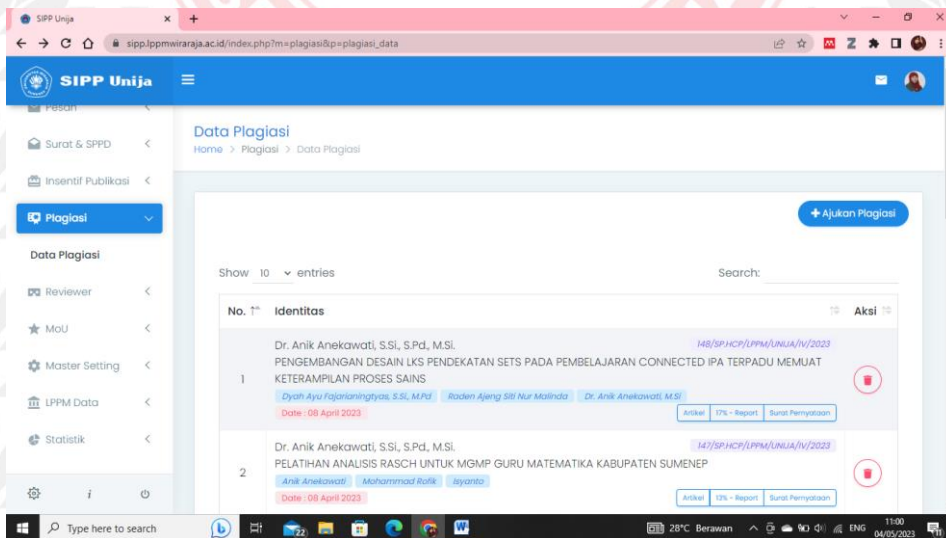 SIPP Unija
sipp.lppmwiraraja.ac.id/index.php?m=plagiasi&p=plagiasi_data
SIPP Unija
Pesan
Surat & SPPD
Insentif Publikasi
Plagiasi
Data Plagiasi
Reviewer
MoU
Master Setting
LPPM Data
Statistik
Data Plagiasi
Home > Plagiasi > Data Plagiasi
+ Ajukan Plagiasi
Show 10 entries
Search:
No. Identitas Aksi
Dr. Anik Anekawati, S.Si., S.Pd., M.Si. 148/SP.HCP/LPPM/UNIJA/IV/2023
1 PENGEMBANGAN DESAIN LKS PENDEKATAN SETS PADA PEMBELAJARAN CONNECTED IPA TERPADU MEMUAT
KETERAMPILAN PROSES SAINS
Dyah Ayu Fajarianingtyas, S.Si., M.Pd Raden Ajeng Siti Nur Malinda Dr. Anik Anekawati, M.Si
Date : 08 April 2023 Artikel 17% - Report Surat Pernyataan
Dr. Anik Anekawati, S.Si., S.Pd., M.Si. 147/SP.HCP/LPPM/UNIJA/IV/2023
2 PELATIHAN ANALISIS RASCH UNTUK MGMP GURU MATEMATIKA KABUPATEN SUMENEP
Anik Anekawati Mohammad Rofik Isyanto
Date : 08 April 2023 Artikel 12% - Report Surat Pernyataan
Type here to search
22
28°C Berawan ENG 11:00
04/05/2023